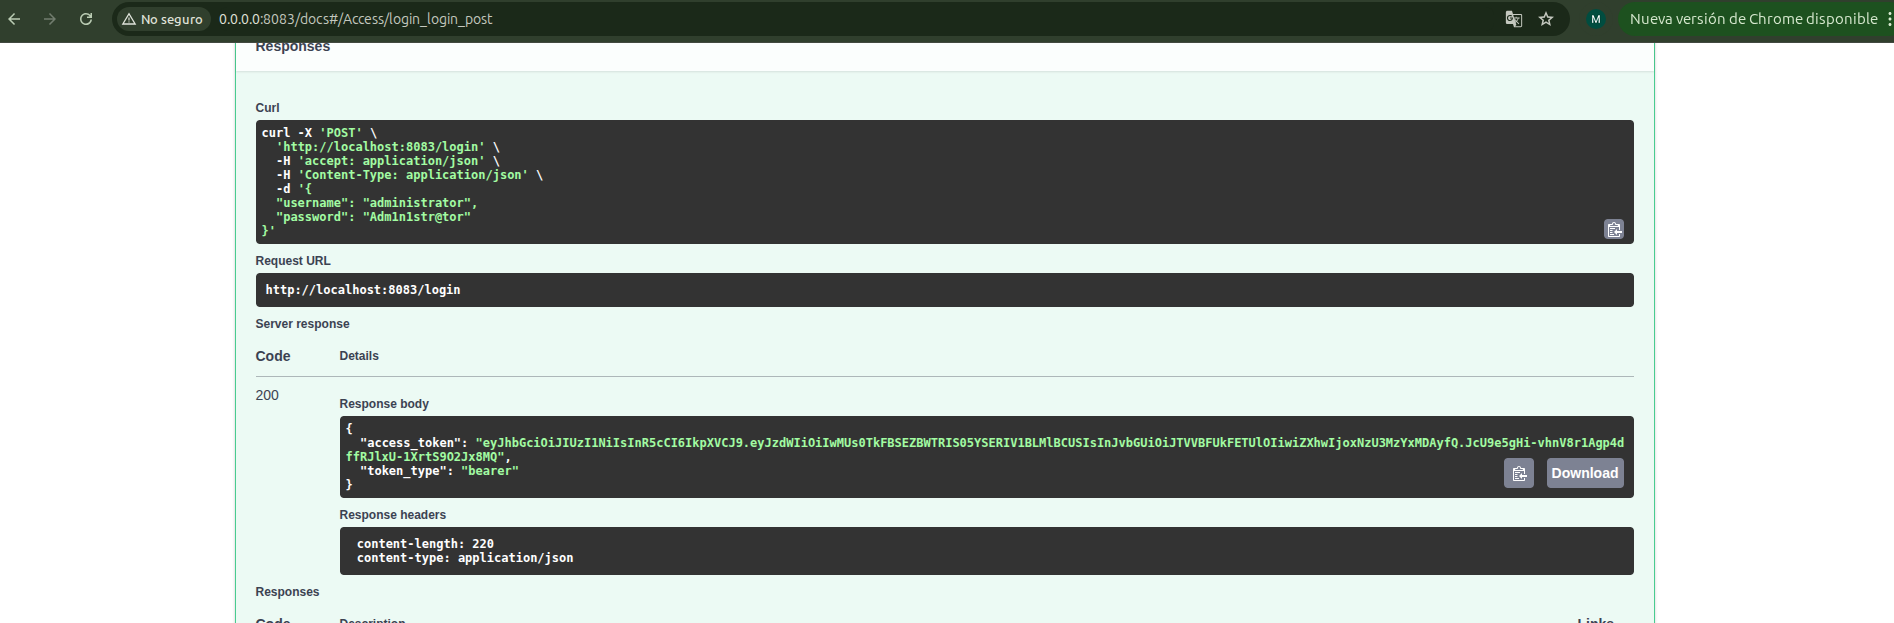 No seguro
0.0.0.0:8083/docs#/Access/login_login_post
M
Nueva versión de Chrome disponible
Responses
Curl
curl -X 'POST' \
'http://localhost:8083/login' \
-H 'accept: application/json' \
-H 'Content-Type: application/json' \
-d '{
"username": "administrator",
"password": "Adm1n1str@tor"
}'
Request URL
http://localhost:8083/login
Server response
Code Details
200
Response body
{
"access_token": "eyJhbGciOiJIUzI1NiIsInR5cCI6IkpXVCJ9.eyJzdWIiOiIwMUs0TkFBSEZBWTRIS05YSERIV1BLMlBCUSIsInJvbGUiOiJTVVBFUkFETUlOIiwiZXhwIjoxNzU3MzYxMDAyfQ.JcU9e5gHi-vhnV8r1Agp4d
ffRJlxU-1XrtS9O2Jx8MQ",
"token_type": "bearer"
}
Download
Response headers
content-length: 220
content-type: application/json
Responses
Code Description Links